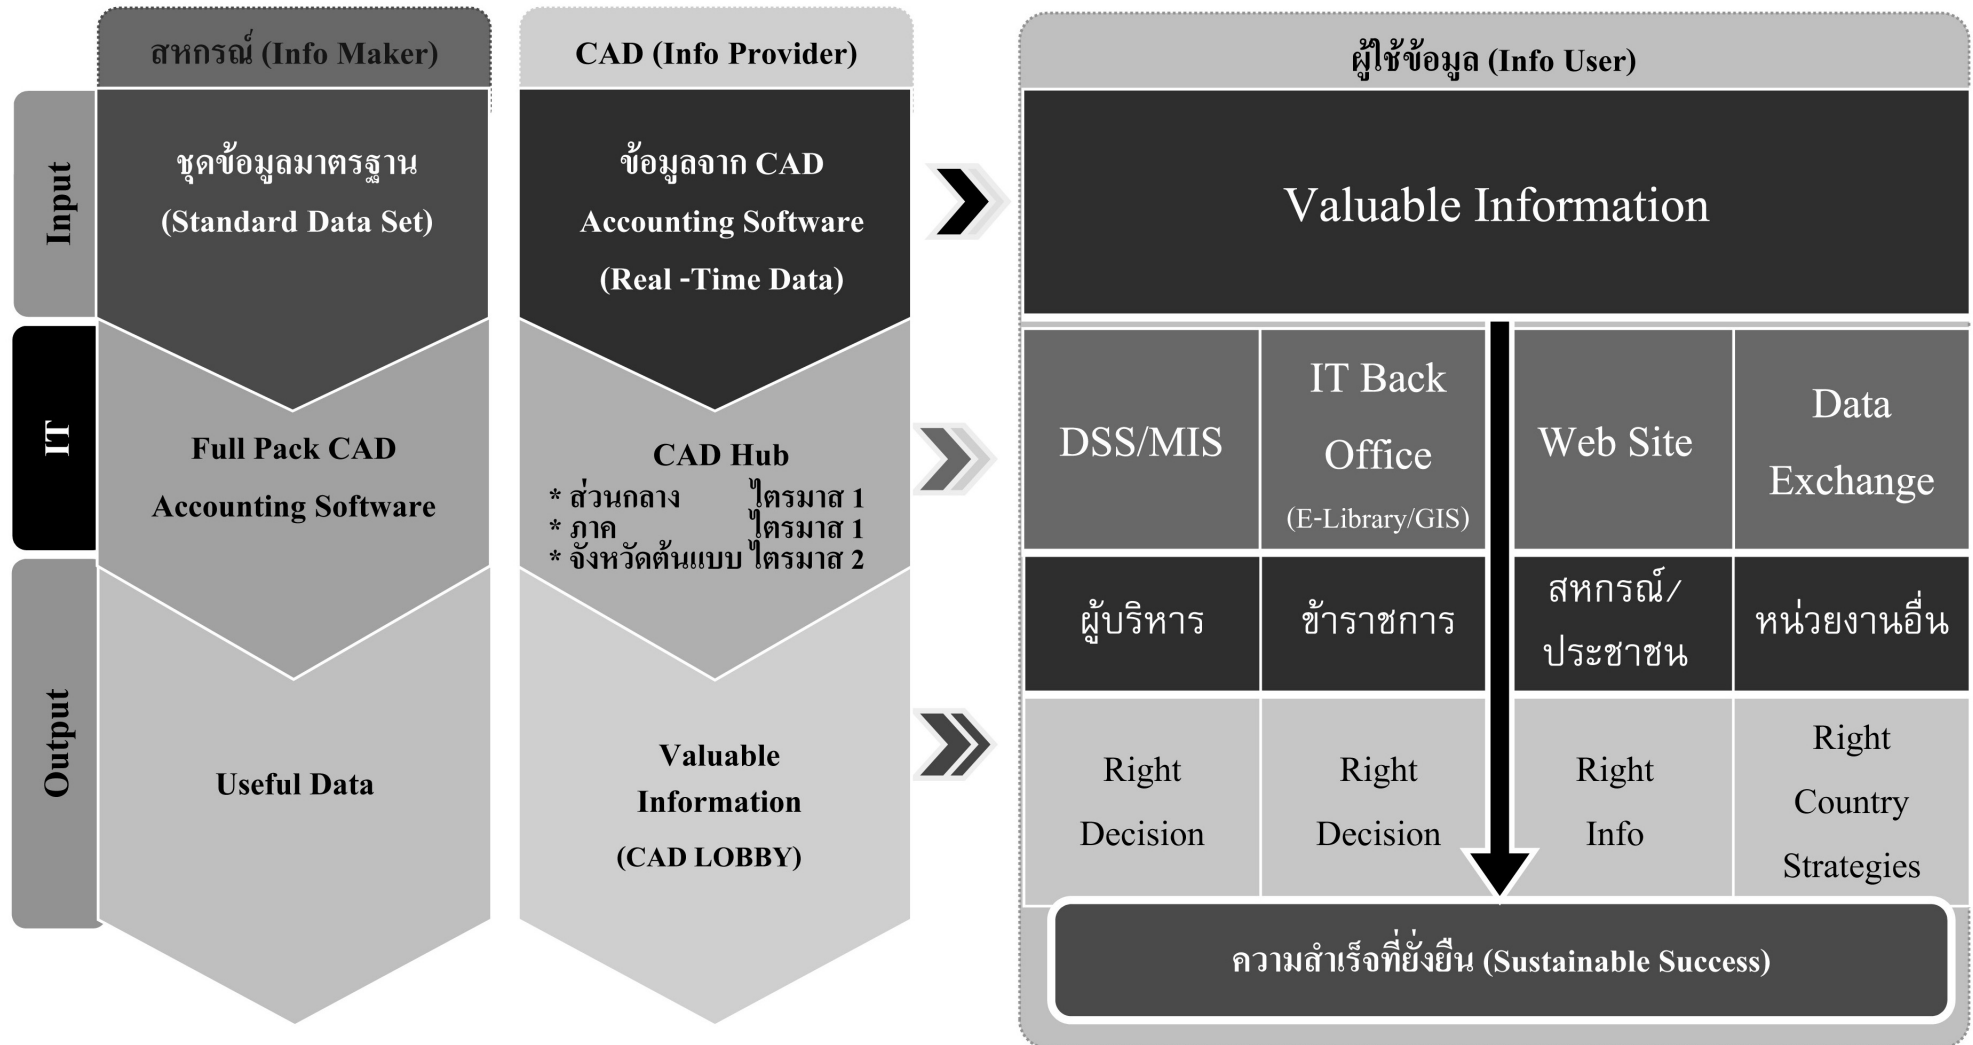 สหกรณ์ (Info Maker)
CAD (Info Provider)
ผู้ใช้ข้อมูล (Info User)
Input
ชุดข้อมูลมาตรฐาน
(Standard Data Set)
ข้อมูลจาก CAD
Accounting Software
(Real -Time Data)
Valuable Information
IT
Full Pack CAD
Accounting Software
CAD Hub
* ส่วนกลาง ไตรมาส 1
* ภาค ไตรมาส 1
* จังหวัดต้นแบบ ไตรมาส 2
DSS/MIS
IT Back
Office
(E-Library/GIS)
Web Site
Data
Exchange
ผู้บริหาร
ข้าราชการ
สหกรณ์/
ประชาชน
หน่วยงานอื่น
Output
Useful Data
Valuable
Information
(CAD LOBBY)
Right
Decision
Right
Decision
Right
Info
Right
Country
Strategies
ความสำเร็จที่ยั่งยืน (Sustainable Success)